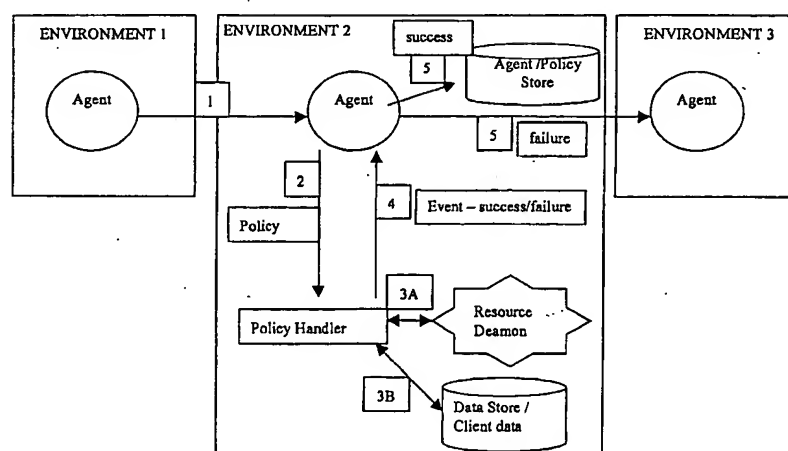 ENVIRONMENT 1
ENVIRONMENT 2
ENVIRONMENT 3
success
5
Agent /Policy
Store
Agent
1
Agent
Agent
5
failure
2
4
Policy
Event – success/failure
3A
Policy Handler
Resource
Deamon
3B
Data Store /
Client data